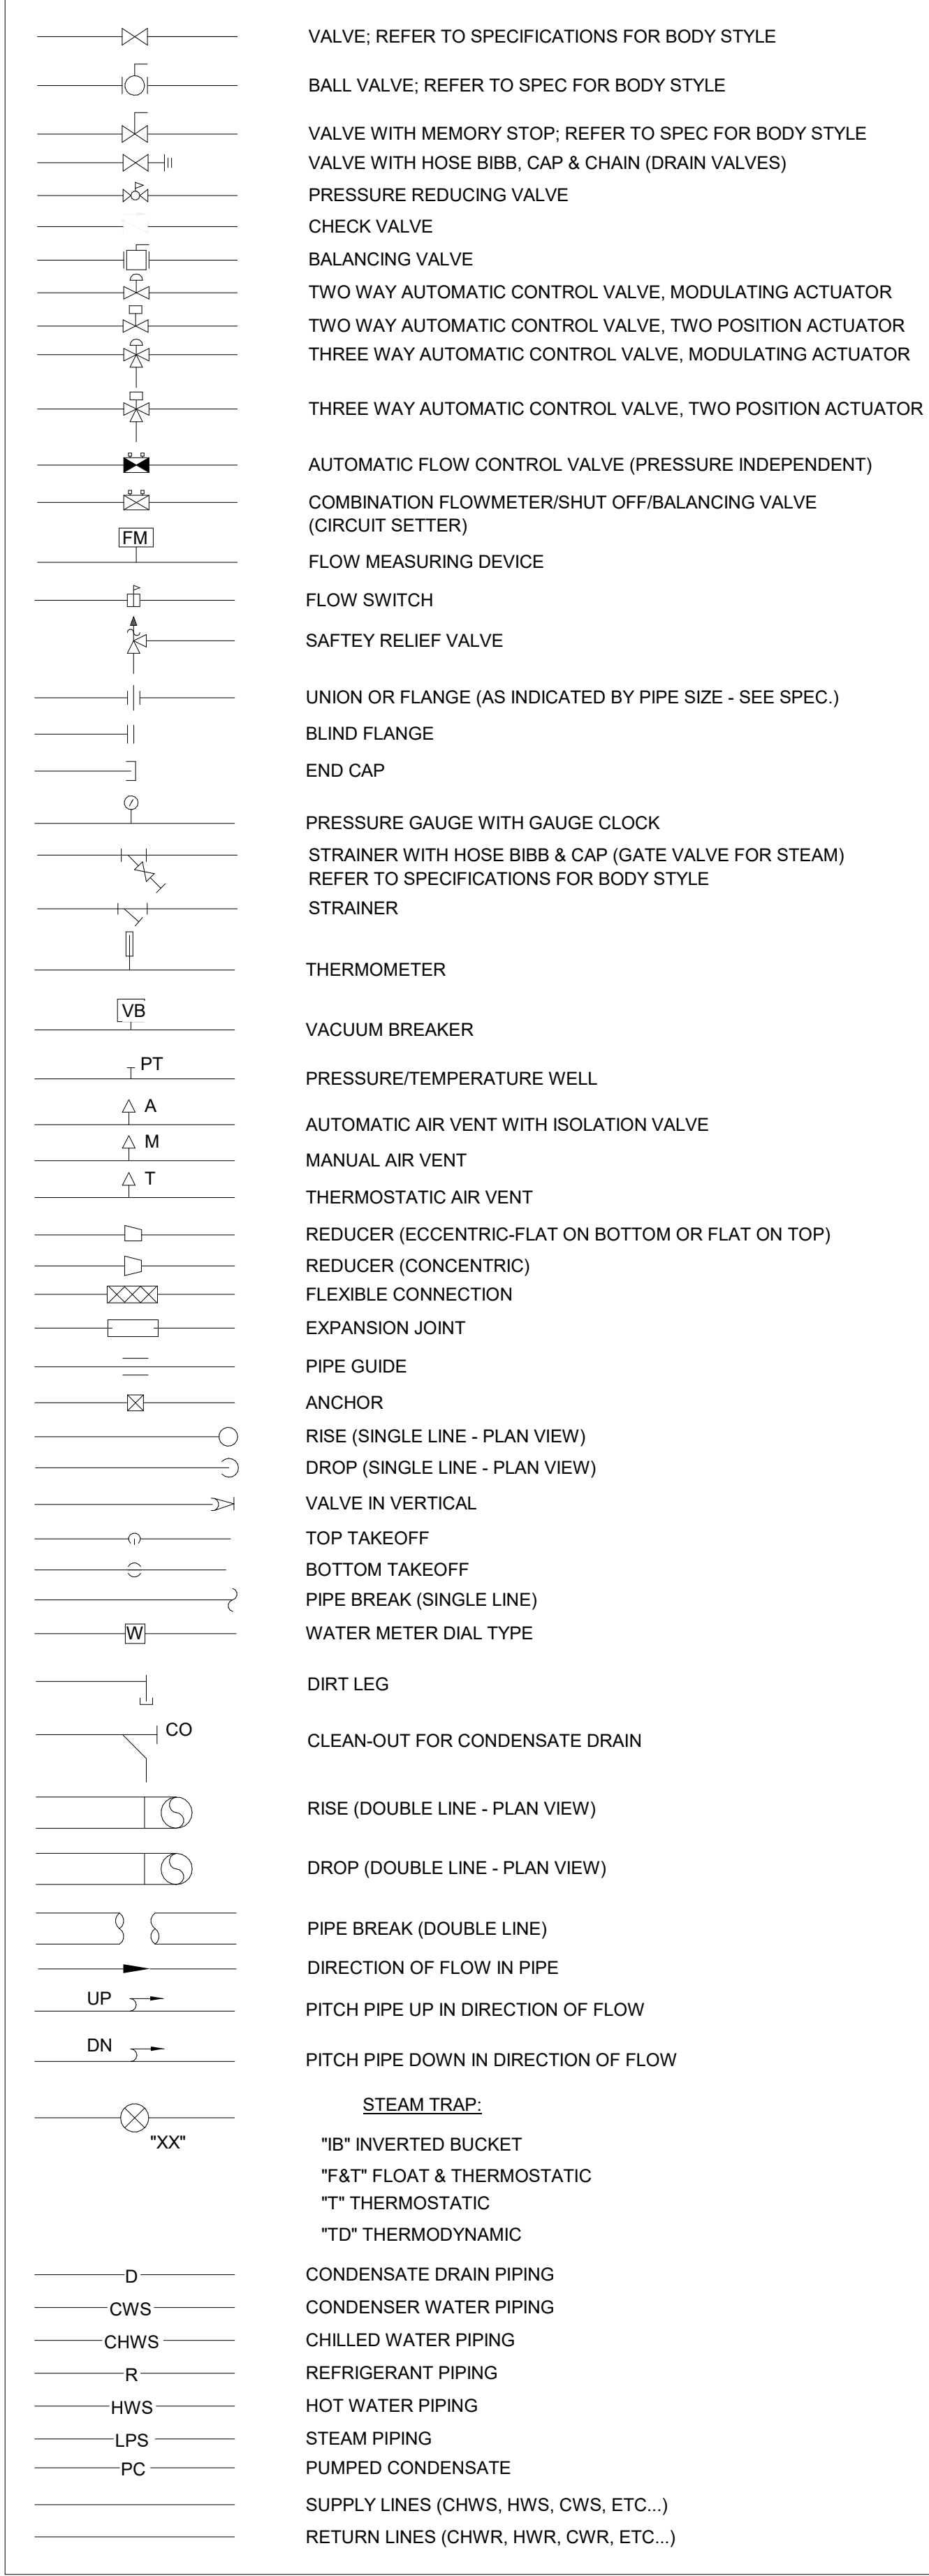 VALVE; REFER TO SPECIFICATIONS FOR BODY STYLE
BALL VALVE; REFER TO SPEC FOR BODY STYLE
VALVE WITH MEMORY STOP; REFER TO SPEC FOR BODY STYLE
VALVE WITH HOSE BIBB, CAP & CHAIN (DRAIN VALVES)
PRESSURE REDUCING VALVE
CHECK VALVE
BALANCING VALVE
TWO WAY AUTOMATIC CONTROL VALVE, MODULATING ACTUATOR
TWO WAY AUTOMATIC CONTROL VALVE, TWO POSITION ACTUATOR
THREE WAY AUTOMATIC CONTROL VALVE, MODULATING ACTUATOR
THREE WAY AUTOMATIC CONTROL VALVE, TWO POSITION ACTUATOR
AUTOMATIC FLOW CONTROL VALVE (PRESSURE INDEPENDENT)
COMBINATION FLOWMETER/SHUT OFF/BALANCING VALVE
(CIRCUIT SETTER)
FM
FLOW MEASURING DEVICE
FLOW SWITCH
SAFTEY RELIEF VALVE
UNION OR FLANGE (AS INDICATED BY PIPE SIZE - SEE SPEC.)
BLIND FLANGE
END CAP
PRESSURE GAUGE WITH GAUGE CLOCK
STRAINER WITH HOSE BIBB & CAP (GATE VALVE FOR STEAM)
REFER TO SPECIFICATIONS FOR BODY STYLE
STRAINER
THERMOMETER
VB
VACUUM BREAKER
PT
PRESSURE/TEMPERATURE WELL
A
AUTOMATIC AIR VENT WITH ISOLATION VALVE
M
MANUAL AIR VENT
T
THERMOSTATIC AIR VENT
REDUCER (ECCENTRIC-FLAT ON BOTTOM OR FLAT ON TOP)
REDUCER (CONCENTRIC)
FLEXIBLE CONNECTION
EXPANSION JOINT
PIPE GUIDE
ANCHOR
RISE (SINGLE LINE - PLAN VIEW)
DROP (SINGLE LINE - PLAN VIEW)
VALVE IN VERTICAL
TOP TAKEOFF
BOTTOM TAKEOFF
PIPE BREAK (SINGLE LINE)
W WATER METER DIAL TYPE
DIRT LEG
CO
CLEAN-OUT FOR CONDENSATE DRAIN
RISE (DOUBLE LINE - PLAN VIEW)
DROP (DOUBLE LINE - PLAN VIEW)
PIPE BREAK (DOUBLE LINE)
DIRECTION OF FLOW IN PIPE
UP
PITCH PIPE UP IN DIRECTION OF FLOW
DN
PITCH PIPE DOWN IN DIRECTION OF FLOW
STEAM TRAP:
"XX"
"IB" INVERTED BUCKET
"F&T" FLOAT & THERMOSTATIC
"T" THERMOSTATIC
"TD" THERMODYNAMIC
D CONDENSATE DRAIN PIPING
CWS CONDENSER WATER PIPING
CHWS CHILLED WATER PIPING
R REFRIGERANT PIPING
HWS HOT WATER PIPING
LPS STEAM PIPING
PC PUMPED CONDENSATE
SUPPLY LINES (CHWS, HWS, CWS, ETC...)
RETURN LINES (CHWR, HWR, CWR, ETC...)